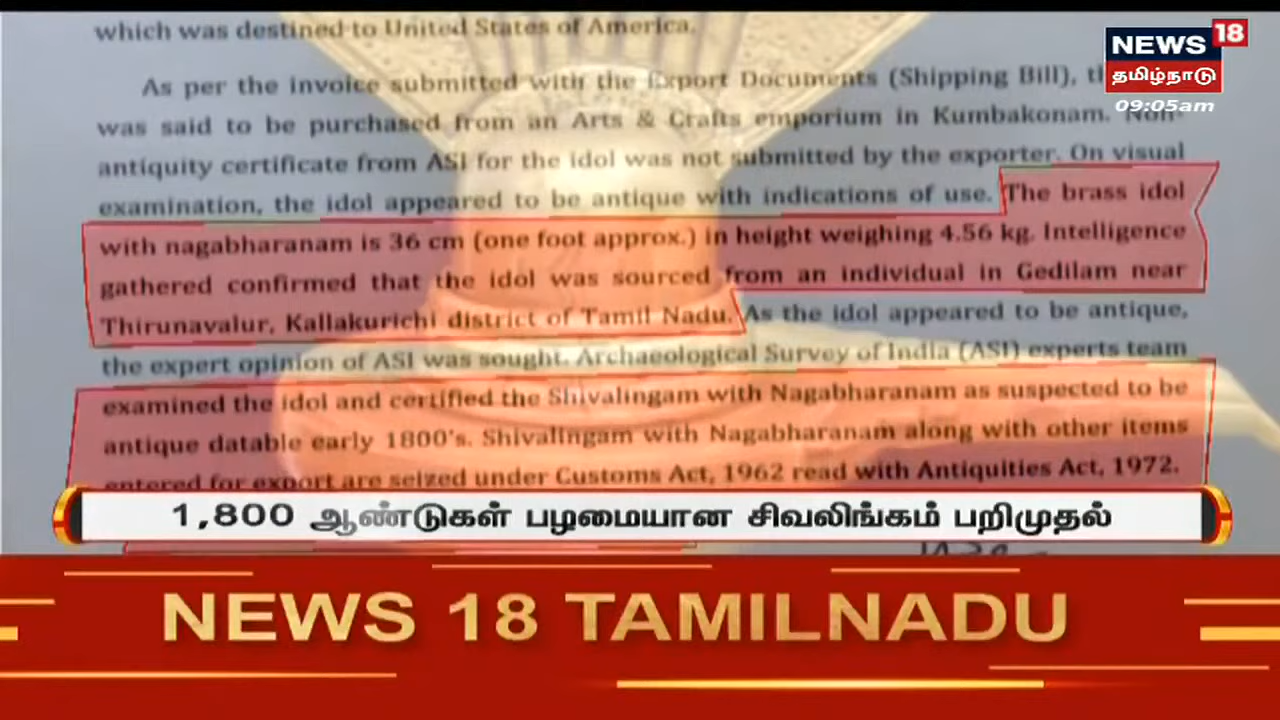 which was destined to United States of America.
NEWS 18
தமிழ்நாடு
09:05am
As per the invoice submitted with the Export Documents (Shipping Bill),
was said to be purchased from an Arts & Crafts emporium in Kumbakonam. Non-
antiquity certificate from ASI for the idol was not submitted by the exporter. On visual
examination, the idol appeared to be antique with indications of use. The brass idol
with nagabharanam is 36 cm (one foot approx.) in height weighing 4.56 kg. Intelligence
gathered confirmed that the idol was sourced from an individual in Gedilam near
Thirunavalur, Kallakurichi district of Tamil Nadu. As the idol appeared to be antique,
the expert opinion of ASI was sought. Archaeological Survey of India (ASI) experts team
examined the idol and certified the Shivalingam with Nagabharanam as suspected to be
antique datable early 1800's. Shivalingam with Nagabharanam along with other items
entered for export are seized under Customs Act, 1962 read with Antiquities Act, 1972.
1,800 ஆண்டுகள் பழமையான சிவலிங்கம் பறிமுதல்
NEWS 18 TAMILNADU